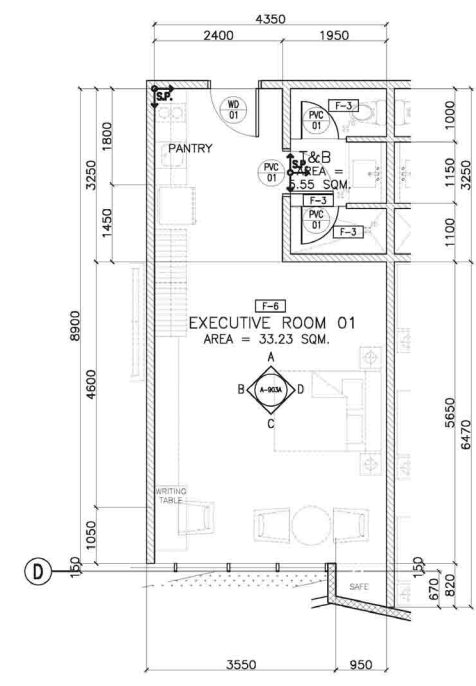 4350
2400
1950
S.P.
WD
01
F-3
PVC
01
PANTRY
T&B
AREA =
5.55 SQM.
S.P.
PVC
01
F-3
PVC
01
F-3
1800
3250
1450
8900
4600
1050
150
1000
1150
3250
1100
5650
6470
150
670
820
F-6
EXECUTIVE ROOM 01
AREA = 33.23 SQM.
A
B
A-903A
D
C
WRITING
TABLE
D
SAFE
3550
950